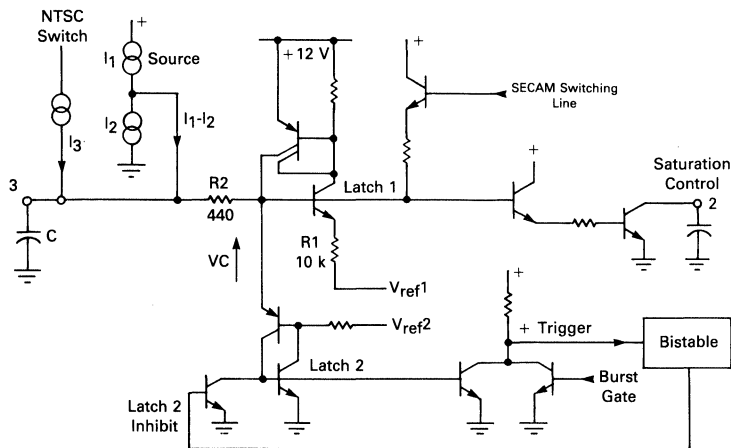 NTSC
Switch
+
I1
Source
I2
I3
I1-I2
+ 12 V
+
SECAM Switching
Line
3
C
R2
440
Latch 1
+
Saturation
Control
2
VC
R1
10 k
Vref1
Vref2
+
+ Trigger
Bistable
Latch 2
Burst
Gate
Latch 2
Inhibit